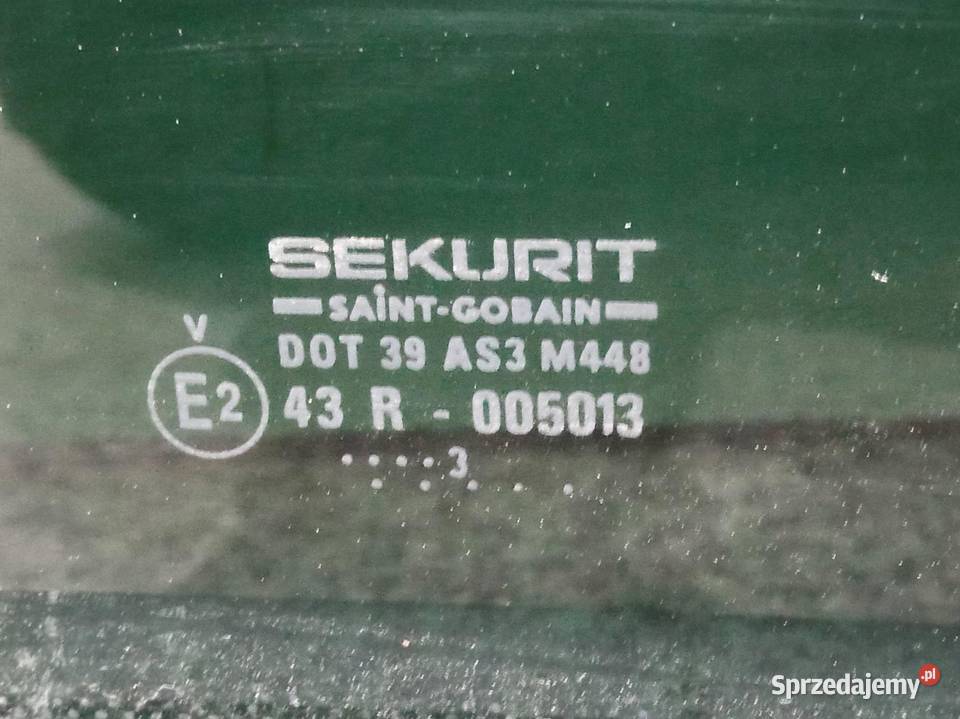 SEKURIT
SAINT-GOBAIN
V
DOT 39 AS3 M448
E2 43 R - 005013
....3
.....
Sprzedajemy.pl